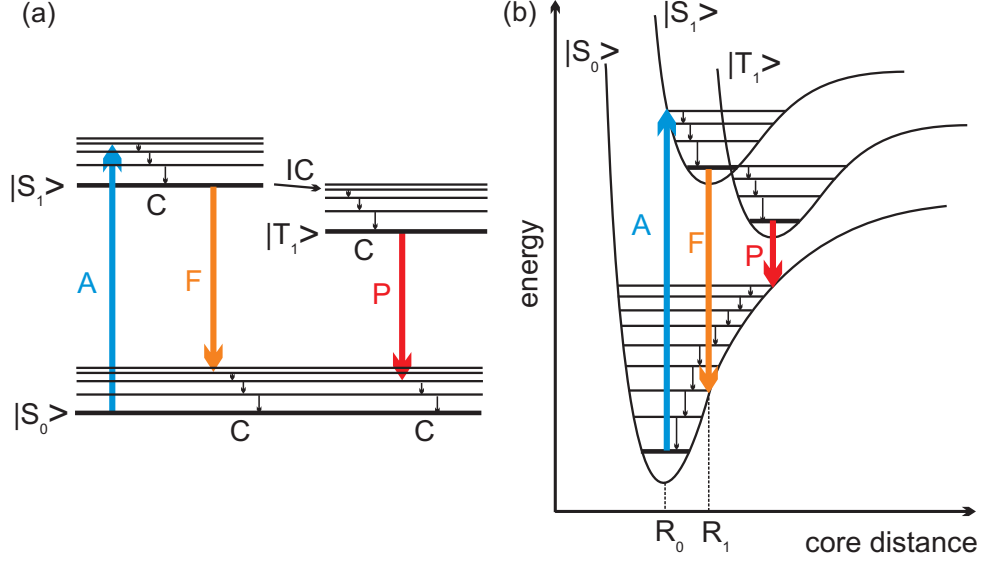 (a)
|S₁>
A
C
F
IC
|T₁>
C
P
|S₀>
C
C
(b)
|S₀>
|S₁>
|T₁>
energy
A
F
P
R₀
R₁
core distance